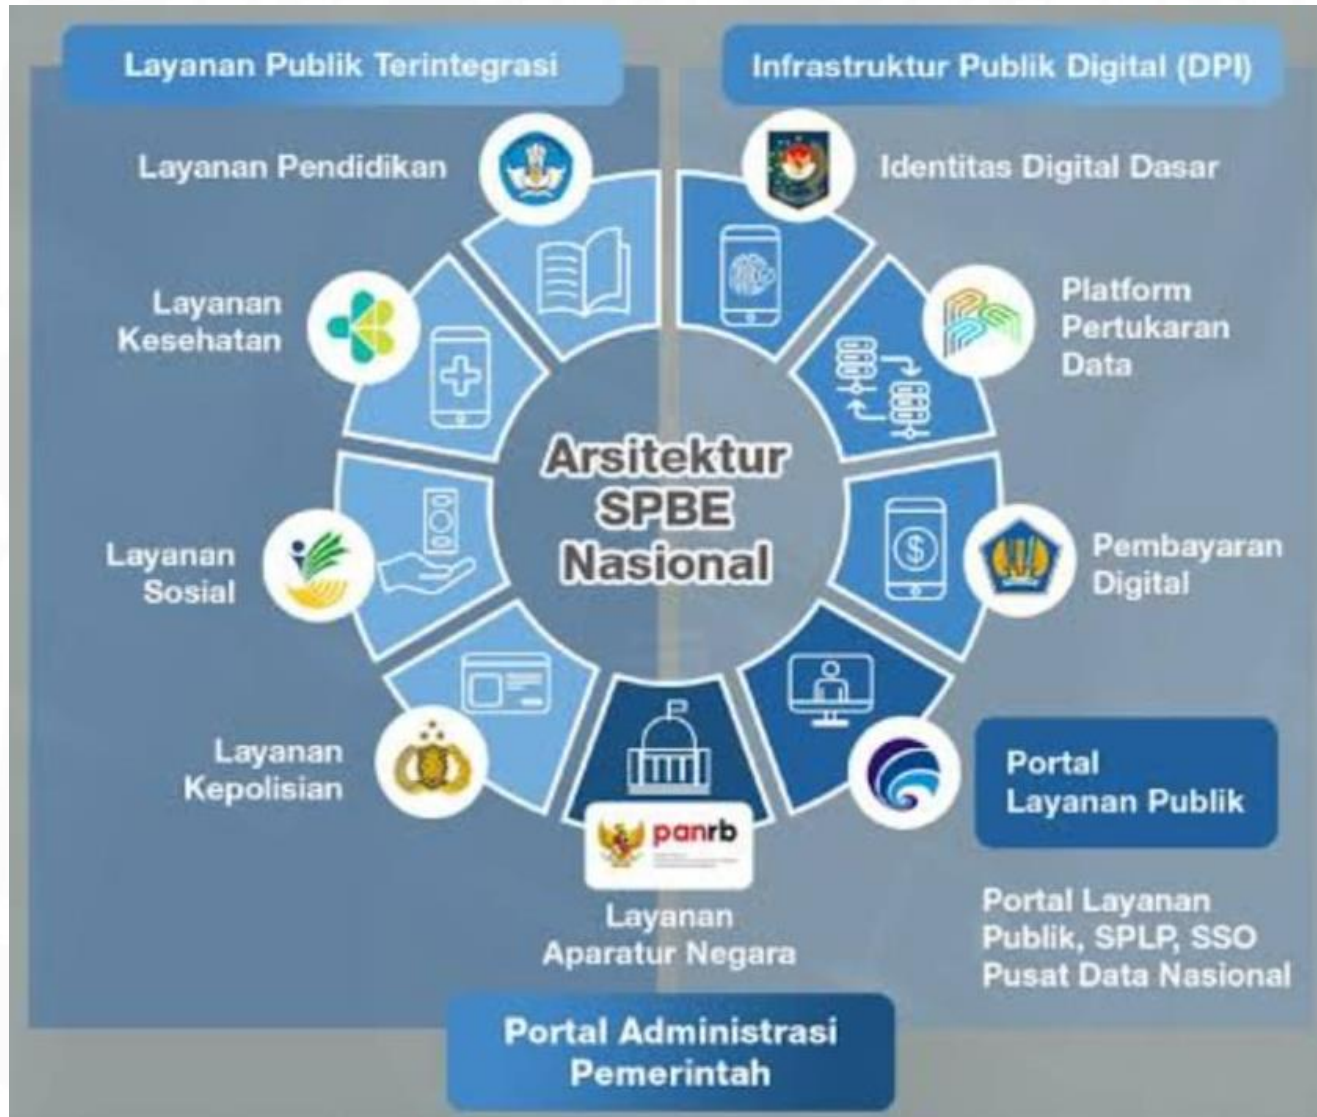 Layanan Publik Terintegrasi
Infrastruktur Publik Digital (DPI)
Layanan Pendidikan
Identitas Digital Dasar
Layanan
Kesehatan
Platform
Pertukaran
Data
Arsitektur
SPBE
Nasional
Layanan
Sosial
Pembayaran
Digital
Layanan
Kepolisian
Portal
Layanan Publik
panrb
Layanan
Aparatur Negara
Portal Layanan
Publik, SPLP, SSO
Pusat Data Nasional
Portal Administrasi
Pemerintah